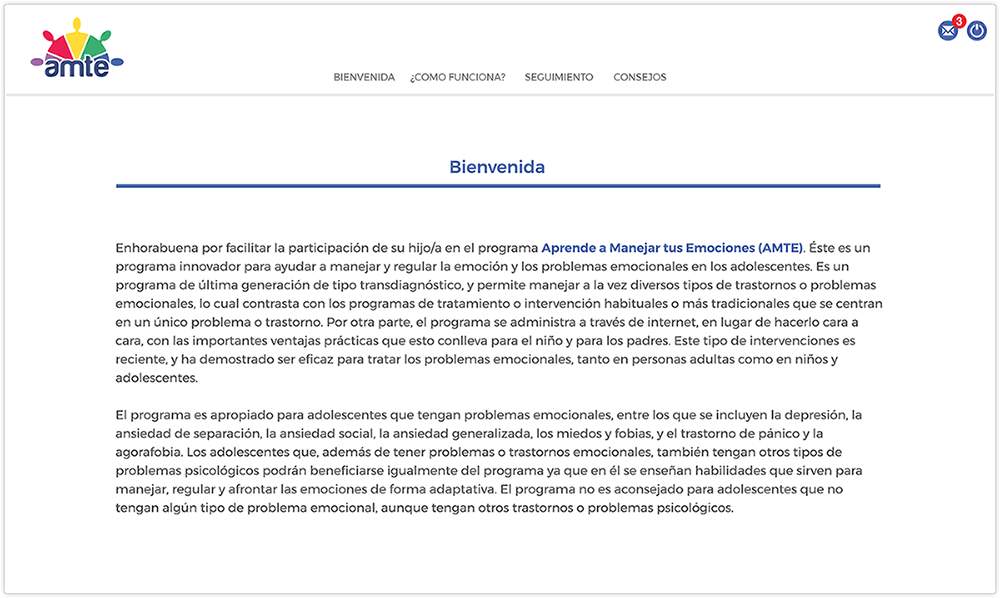 amte
3
BIENVENIDA ¿COMO FUNCIONA? SEGUIMIENTO CONSEJOS
Bienvenida
Enhorabuena por facilitar la participación de su hijo/a en el programa Aprende a Manejar tus Emociones (AMTE). Éste es un
programa innovador para ayudar a manejar y regular la emoción y los problemas emocionales en los adolescentes. Es un
programa de última generación de tipo transdiagnóstico, y permite manejar a la vez diversos tipos de trastornos o problemas
emocionales, lo cual contrasta con los programas de tratamiento o intervención habituales o más tradicionales que se centran
en un único problema o trastorno. Por otra parte, el programa se administra a través de internet, en lugar de hacerlo cara a
cara, con las importantes ventajas prácticas que esto conlleva para el niño y para los padres. Este tipo de intervenciones es
reciente, y ha demostrado ser eficaz para tratar los problemas emocionales, tanto en personas adultas como en niños y
adolescentes.
El programa es apropiado para adolescentes que tengan problemas emocionales, entre los que se incluyen la depresión, la
ansiedad de separación, la ansiedad social, la ansiedad generalizada, los miedos y fobias, y el trastorno de pánico y la
agorafobia. Los adolescentes que, además de tener problemas o trastornos emocionales, también tengan otros tipos de
problemas psicológicos podrán beneficiarse igualmente del programa ya que en él se enseñan habilidades que sirven para
manejar, regular y afrontar las emociones de forma adaptativa. El programa no es aconsejado para adolescentes que no
tengan algún tipo de problema emocional, aunque tengan otros trastornos o problemas psicológicos.